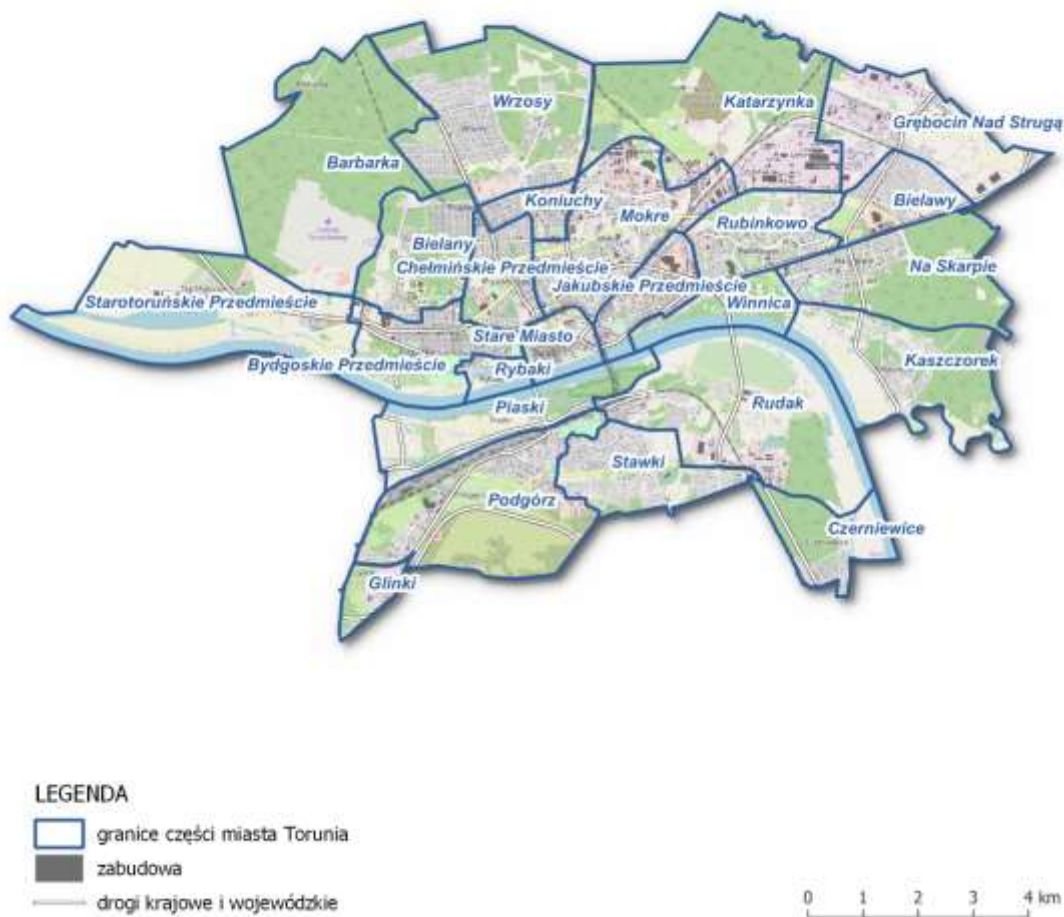 Wrzosy
Katarzynka
Grębocin Nad Strugą
Barbarka
Koniuchy
Mokre
Bielawy
Rubinkowo
Bielany
Chełmińskie Przedmieście
Na Skarpie
Jakubskie Przedmieście
Winnica
Starotoruńskie Przedmieście
Stare Miasto
Bydgoskie Przedmieście
Rybaki
Kaszczorek
Piaski
Rudak
Stawki
Podgórz
Czerniewice
Glinki
LEGENDA
granice części miasta Torunia
zabudowa
drogi krajowe i wojewódzkie
0 1 2 3 4 km